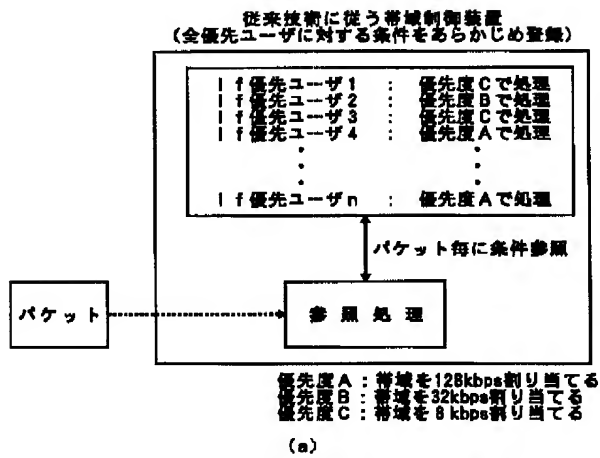 従来技術に従う帯域制御装置
(全優先ユーザに対する条件をあらかじめ登録)
If優先ユーザ1 : 優先度Cで処理
If優先ユーザ2 : 優先度Bで処理
If優先ユーザ3 : 優先度Cで処理
If優先ユーザ4 : 優先度Aで処理
・ ・
・ ・
・ ・
If優先ユーザn : 優先度Aで処理
パケット毎に条件参照
パケット
参照処理
優先度A:帯域を128kbps割り当てる
優先度B:帯域を32kbps割り当てる
優先度C:帯域を8kbps割り当てる
(a)